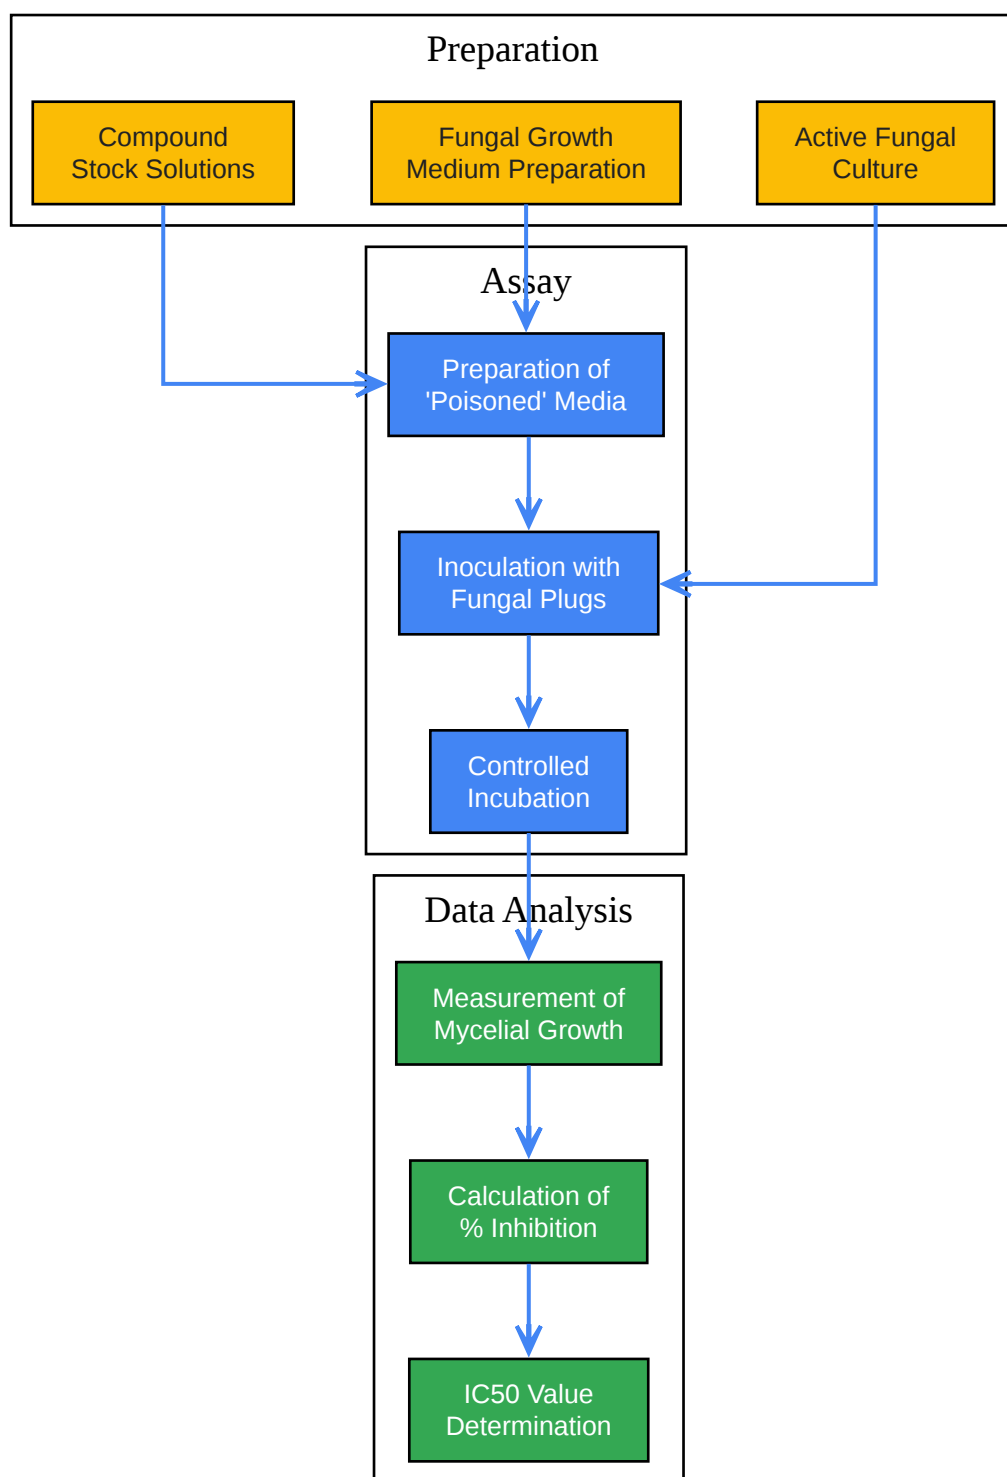 Preparation
Compound
Stock Solutions
Fungal Growth
Medium Preparation
Active Fungal
Culture
Assay
Preparation of
'Poisoned' Media
Inoculation with
Fungal Plugs
Controlled
Incubation
Data Analysis
Measurement of
Mycelial Growth
Calculation of
% Inhibition
IC50 Value
Determination